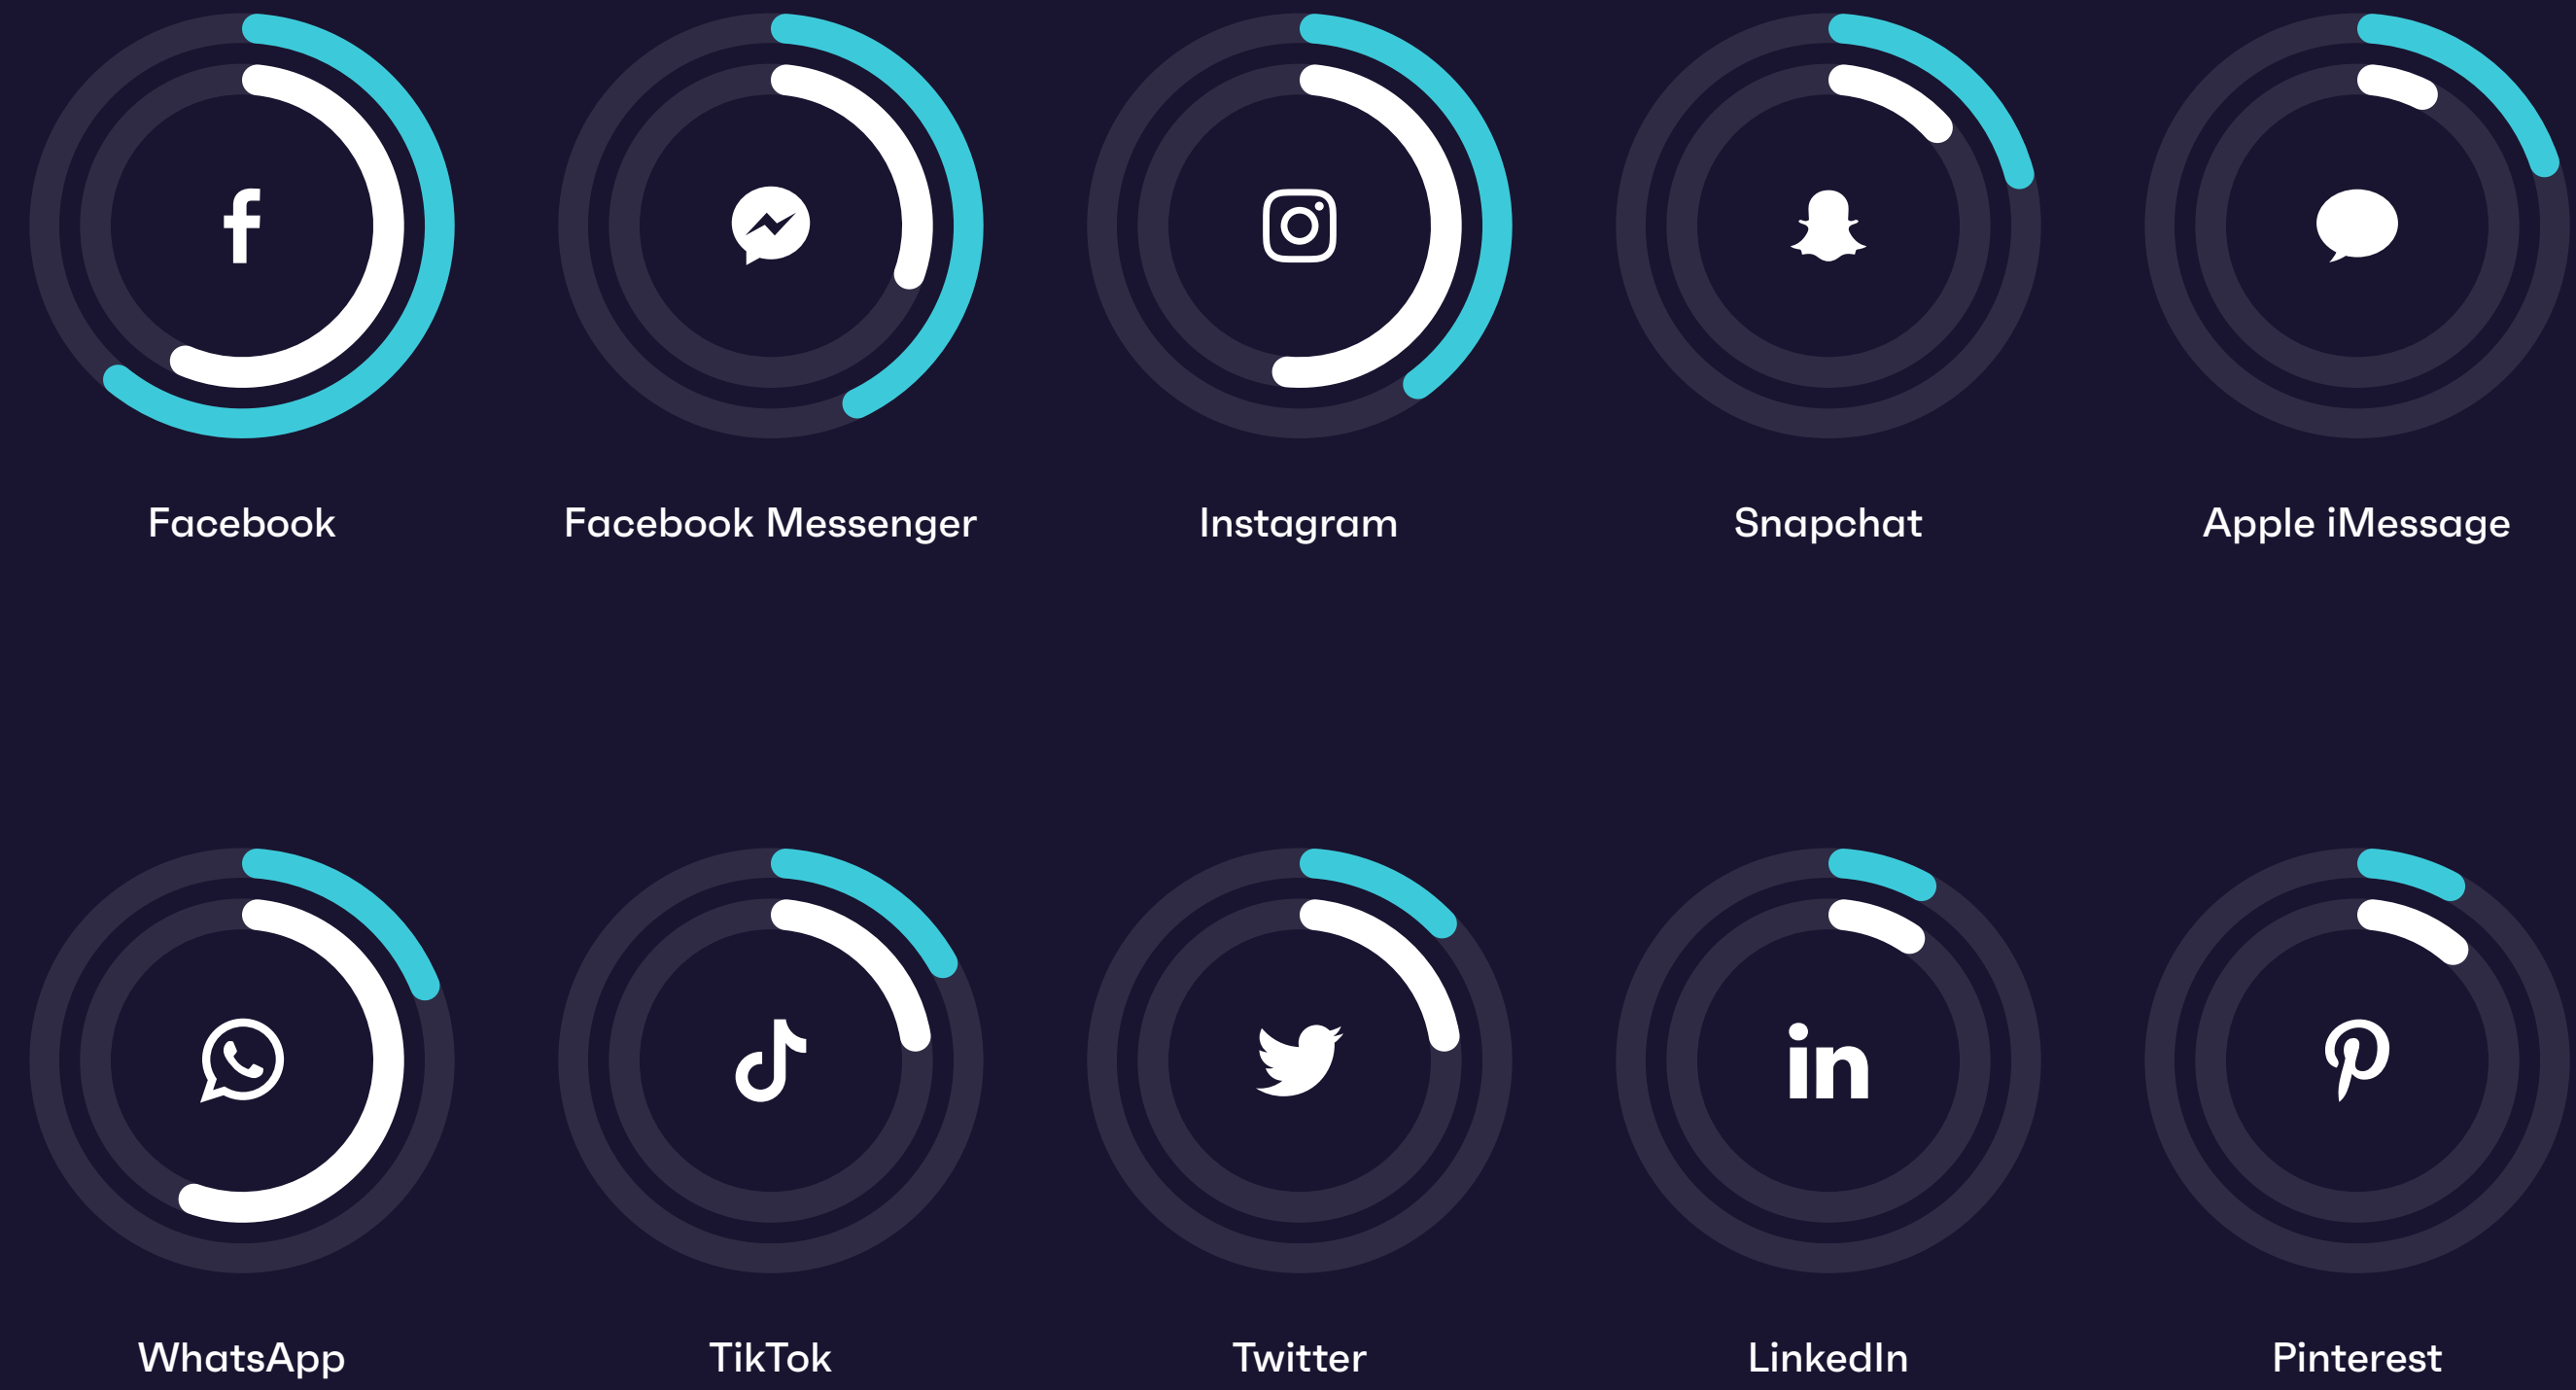 Facebook
Facebook Messenger
Instagram
Snapchat
Apple iMessage
WhatsApp
TikTok
Twitter
LinkedIn
Pinterest